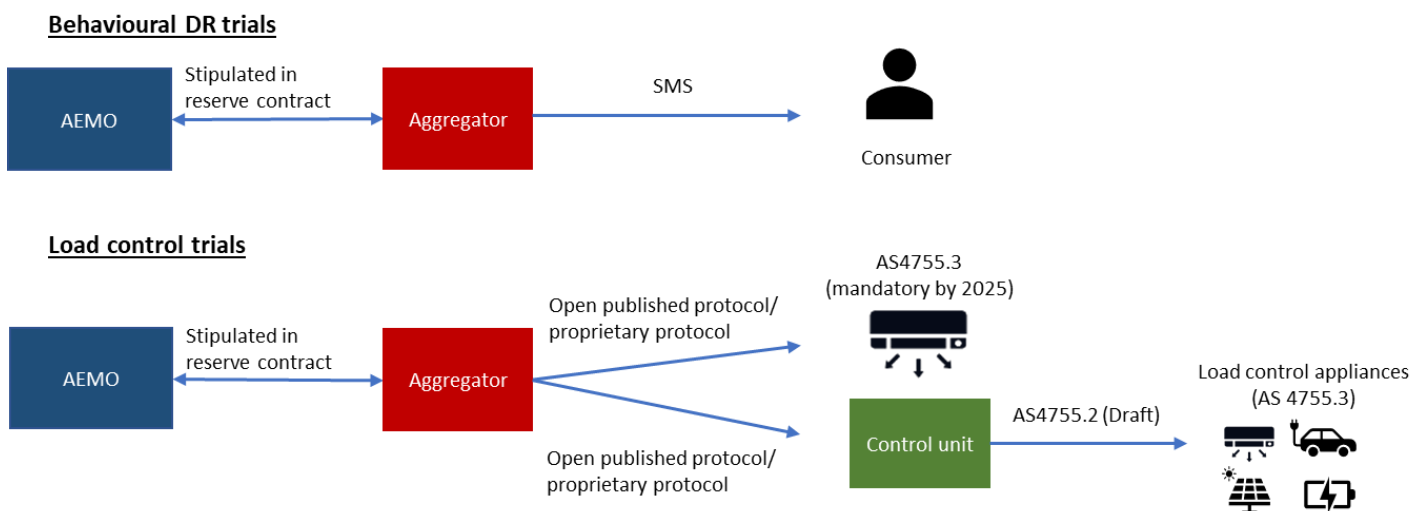 Behavioural DR trials
AEMO
Stipulated in
reserve contract
Aggregator
SMS
Consumer
Load control trials
AEMO
Stipulated in
reserve contract
Aggregator
Open published protocol/
proprietary protocol
AS4755.3
(mandatory by 2025)
Open published protocol/
proprietary protocol
Control unit
AS4755.2 (Draft)
Load control appliances
(AS 4755.3)